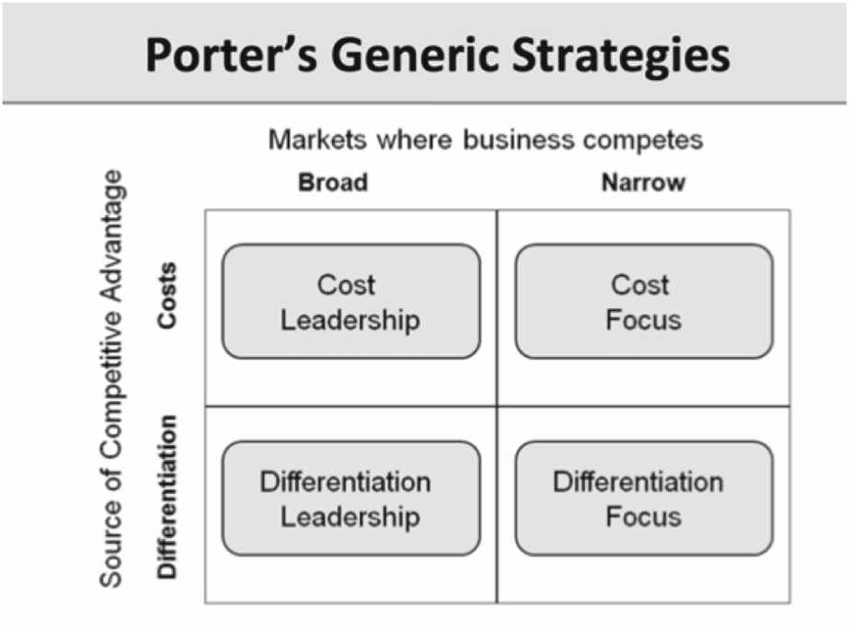 Porter's Generic Strategies
Markets where business competes
Broad
Narrow
Source of Competitive Advantage
Costs
Cost
Leadership
Cost
Focus
Differentiation
Differentiation
Leadership
Differentiation
Focus